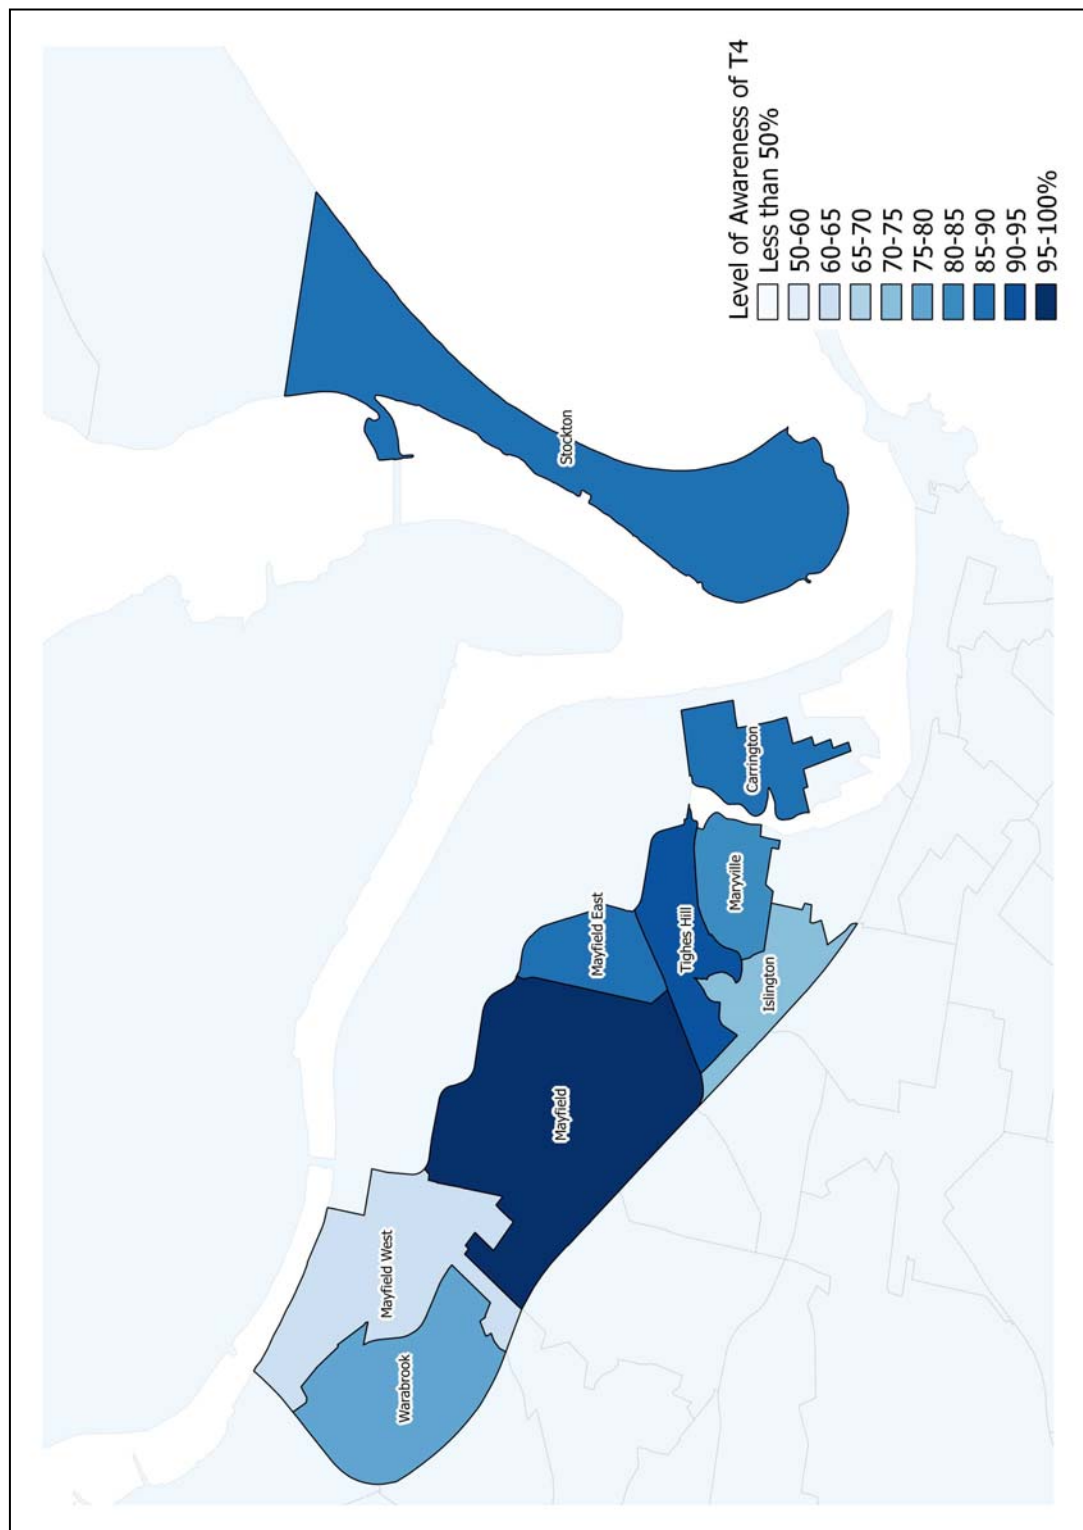 Level of Awareness of T4
Less than 50%
50-60
60-65
65-70
70-75
75-80
80-85
85-90
90-95
95-100%
Stockton
Carrington
Maryville
Mayfield East
Tighes Hill
Islington
Mayfield
Mayfield West
Warabrook